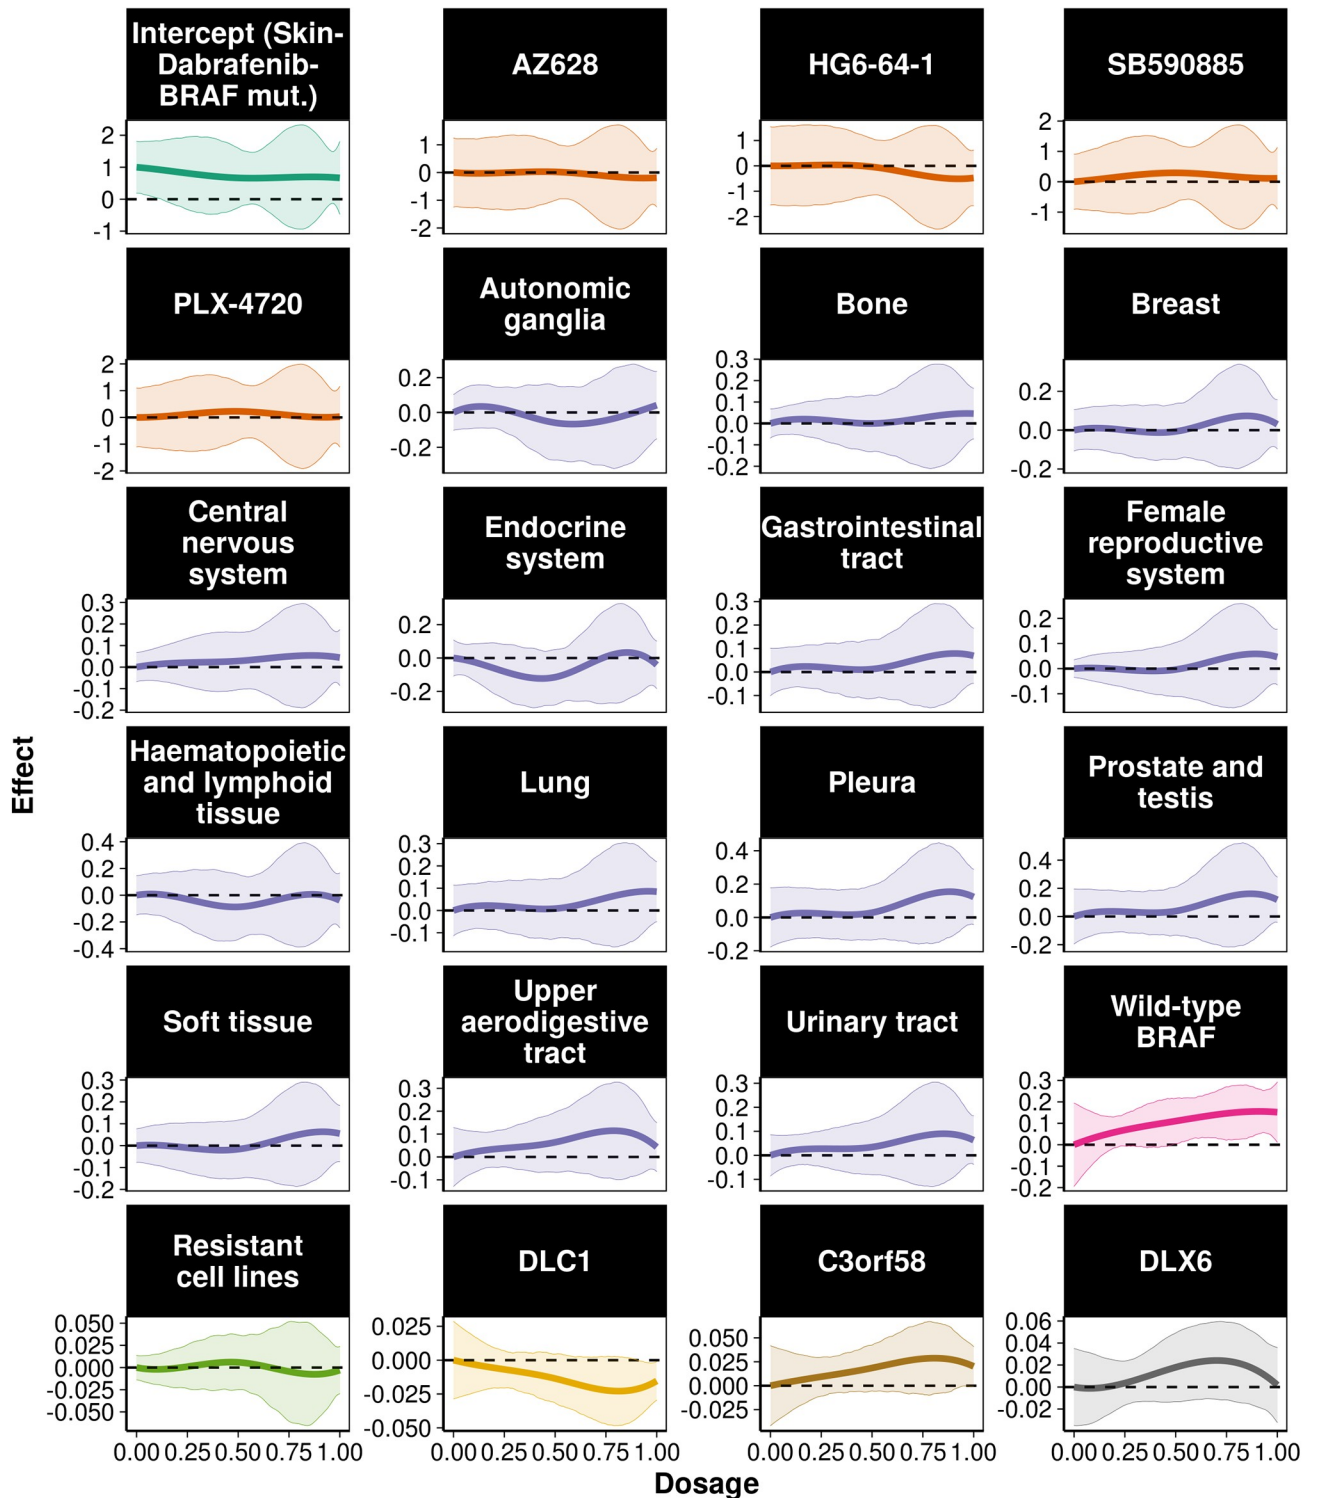 Intercept (Skin-
Dabrafenib-
BRAF mut.)
AZ628
HG6-64-1
SB590885
2
1
0
-1
1
0
-1
-2
1
0
-1
-2
2
1
0
-1
PLX-4720
Autonomic
ganglia
Bone
Breast
2
1
0
-1
-2
0.2
0.0
-0.2
0.3
0.2
0.1
0.0
-0.1
-0.2
0.2
0.0
-0.2
Central
nervous
system
Endocrine
system
Gastrointestinal
tract
Female
reproductive
system
0.3
0.2
0.1
0.0
-0.1
-0.2
0.2
0.0
-0.2
0.3
0.2
0.1
0.0
-0.1
0.2
0.1
0.0
-0.1
Haematopoietic
and lymphoid
tissue
Lung
Pleura
Prostate and
testis
0.4
0.2
0.0
-0.2
-0.4
0.3
0.2
0.1
0.0
-0.1
0.4
0.2
0.0
-0.2
0.4
0.2
0.0
-0.2
Soft tissue
Upper
aerodigestive
tract
Urinary tract
Wild-type
BRAF
0.3
0.2
0.1
0.0
-0.1
-0.2
0.3
0.2
0.1
0.0
-0.1
0.3
0.2
0.1
0.0
-0.1
0.3
0.2
0.1
0.0
-0.1
-0.2
Resistant
cell lines
DLC1
C3orf58
DLX6
0.050
0.025
0.000
-0.025
-0.050
0.025
0.000
-0.025
-0.050
0.050
0.025
0.000
-0.025
0.06
0.04
0.02
0.00
-0.02
0.00 0.25 0.50 0.75 1.00
0.00 0.25 0.50 0.75 1.00
0.00 0.25 0.50 0.75 1.00
0.00 0.25 0.50 0.75 1.00
Effect
Dosage